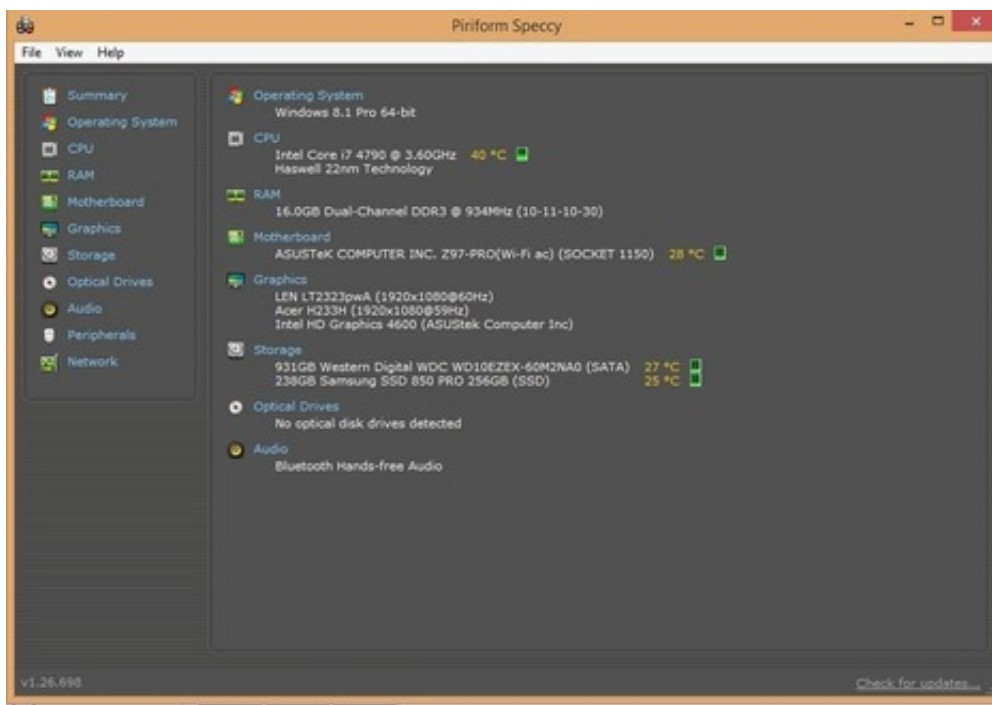 Piriform Speccy
File View Help
Summary
Operating System
CPU
RAM
Motherboard
Graphics
Storage
Optical Drives
Audio
Peripherals
Network
Operating System
Windows 8.1 Pro 64-bit
CPU
Intel Core i7 4790 @ 3.60GHz 40 °C
Haswell 22nm Technology
RAM
16.0GB Dual-Channel DDR3 @ 934MHz (10-11-10-30)
Motherboard
ASUSTeK COMPUTER INC. Z97-PRO(Wi-Fi ac) (SOCKET 1150) 28 °C
Graphics
LEN LT2323pwA (1920x1080@60Hz)
Acer H233H (1920x1080@59Hz)
Intel HD Graphics 4600 (ASUStek Computer Inc)
Storage
931GB Western Digital WDC WD10EZEX-60M2NA0 (SATA) 27 °C
238GB Samsung SSD 850 PRO 256GB (SSD) 25 °C
Optical Drives
No optical disk drives detected
Audio
Bluetooth Hands-free Audio
v1.26.698
Check for updates...